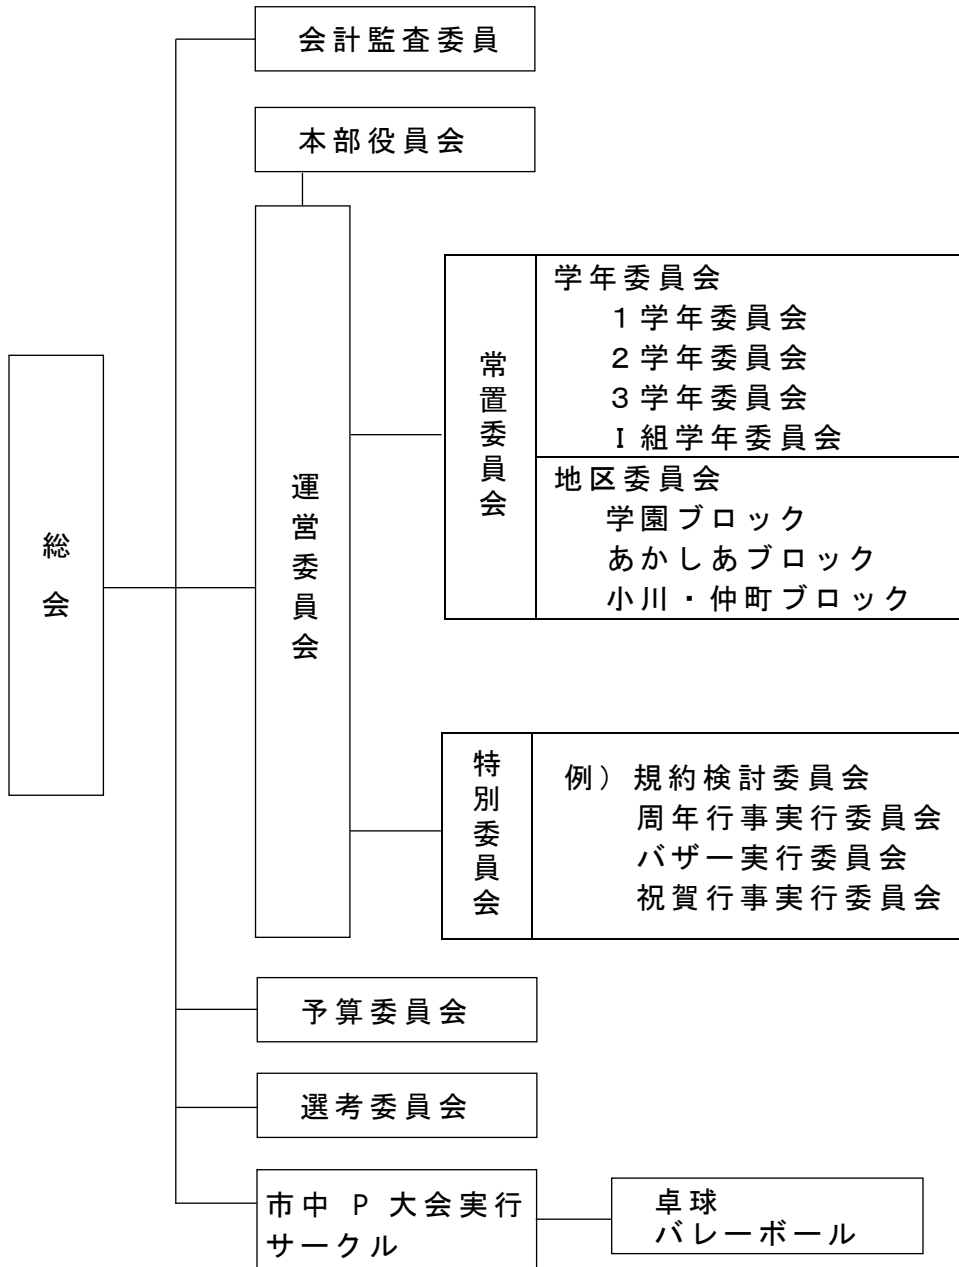 会計監査委員
本部役員会
総会
運営委員会
常置委員会
学年委員会
1学年委員会
2学年委員会
3学年委員会
I組学年委員会
地区委員会
学園ブロック
あかしあブロック
小川・仲町ブロック
特別委員会
例）規約検討委員会
周年行事実行委員会
バザー実行委員会
祝賀行事実行委員会
予算委員会
選考委員会
市中 P 大会実行
サークル
卓球
バレーボール